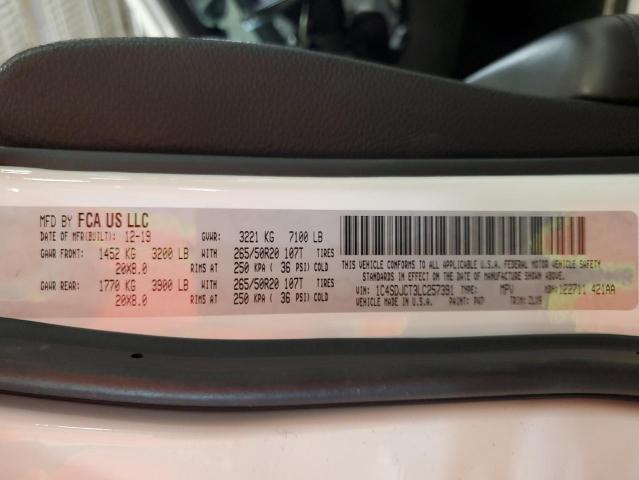 MFD BY FCA US LLC
DATE OF MFR(BUILT): 12-19 GVWR: 3221 KG 7100 LB
GAWR FRONT: 1452 KG 3200 LB WITH 265/50R20 107T TIRES
20X8.0 RIMS AT 250 KPA ( 36 PSI) COLD
GAWR REAR: 1770 KG 3900 LB WITH 265/50R20 107T TIRES
20X8.0 RIMS AT 250 KPA ( 36 PSI) COLD
THIS VEHICLE CONFORMS TO ALL APPLICABLE U.S.A. FEDERAL MOTOR VEHICLE SAFETY
STANDARDS IN EFFECT ON THE DATE OF MANUFACTURE SHOWN ABOVE.
VIN: 1C4SDJCT3LC257391 TYPE: MPV MDH: 122711 421AA
VEHICLE MADE IN U.S.A. PAINT: PW7 TRIM: